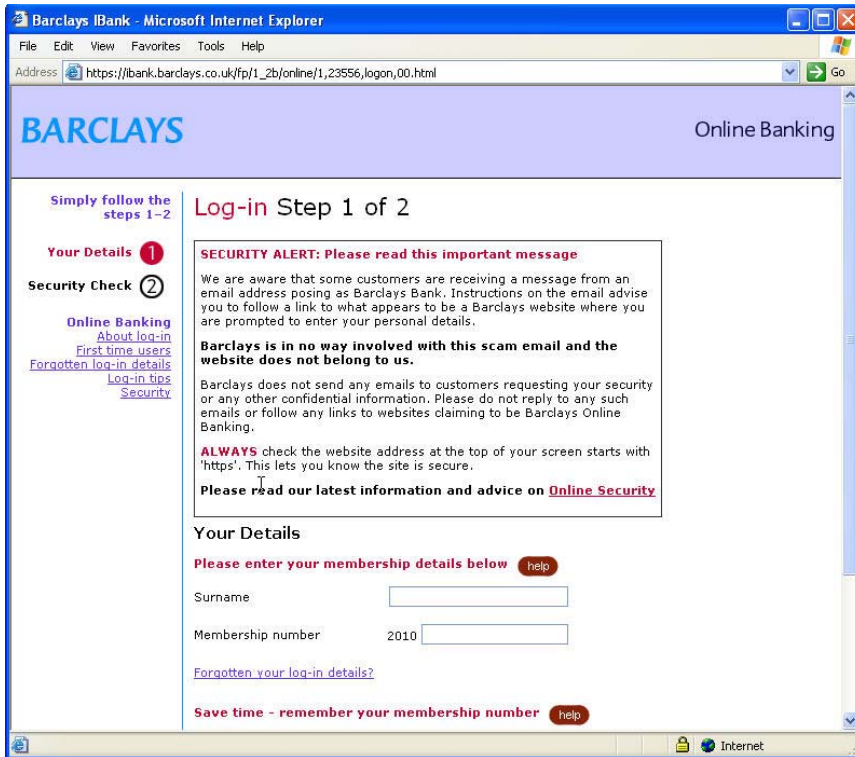 Barclays IBank - Microsoft Internet Explorer
File Edit View Favorites Tools Help
Address https://ibank.barclays.co.uk/fp/1_2b/online/1,23556,logon,00.html Go
BARCLAYS
Online Banking
Simply follow the
steps 1-2
Your Details 1
Security Check 2
Online Banking
About log-in
First time users
Forgotten log-in details
Log-in tips
Security
Log-in Step 1 of 2
SECURITY ALERT: Please read this important message
We are aware that some customers are receiving a message from an
email address posing as Barclays Bank. Instructions on the email advise
you to follow a link to what appears to be a Barclays website where you
are prompted to enter your personal details.
Barclays is in no way involved with this scam email and the
website does not belong to us.
Barclays does not send any emails to customers requesting your security
or any other confidential information. Please do not reply to any such
emails or follow any links to websites claiming to be Barclays Online
Banking.
ALWAYS check the website address at the top of your screen starts with
'https'. This lets you know the site is secure.
Please read our latest information and advice on Online Security
Your Details
Please enter your membership details below help
Surname
Membership number 2010
Forgotten your log-in details?
Save time - remember your membership number help
Internet